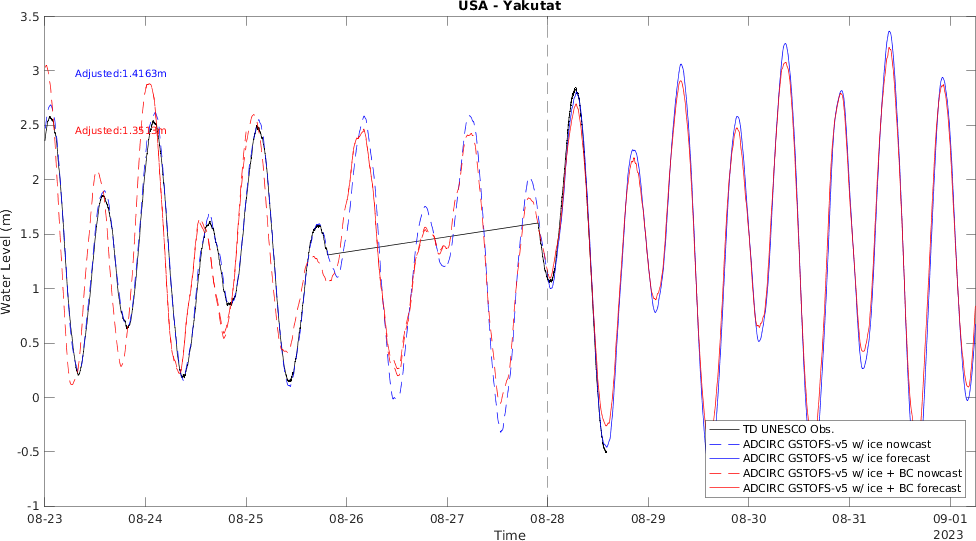 USA - Yakutat
3.5
3
2.5
2
1.5
1
0.5
0
-0.5
-1
Water Level (m)
Adjusted:1.4163m
Adjusted:1.3513m
TD UNESCO Obs.
ADCIRC GSTOFS-v5 w/ ice nowcast
ADCIRC GSTOFS-v5 w/ ice forecast
ADCIRC GSTOFS-v5 w/ ice + BC nowcast
ADCIRC GSTOFS-v5 w/ ice + BC forecast
08-23 08-24 08-25 08-26 08-27 08-28 08-29 08-30 08-31 09-01
Time 2023